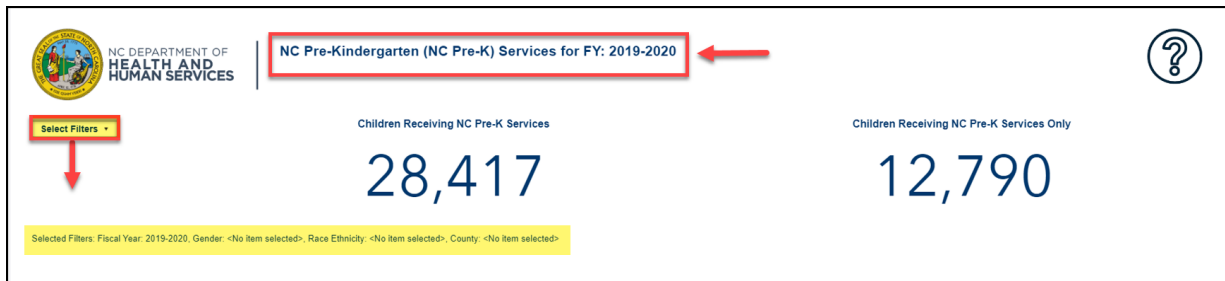 NC DEPARTMENT OF
HEALTH AND
HUMAN SERVICES
NC Pre-Kindergarten (NC Pre-K) Services for FY: 2019-2020
Select Filters ▾
Children Receiving NC Pre-K Services
28,417
Children Receiving NC Pre-K Services Only
12,790
Selected Filters: Fiscal Year: 2019-2020, Gender: <No item selected>, Race Ethnicity: <No item selected>, County: <No item selected>